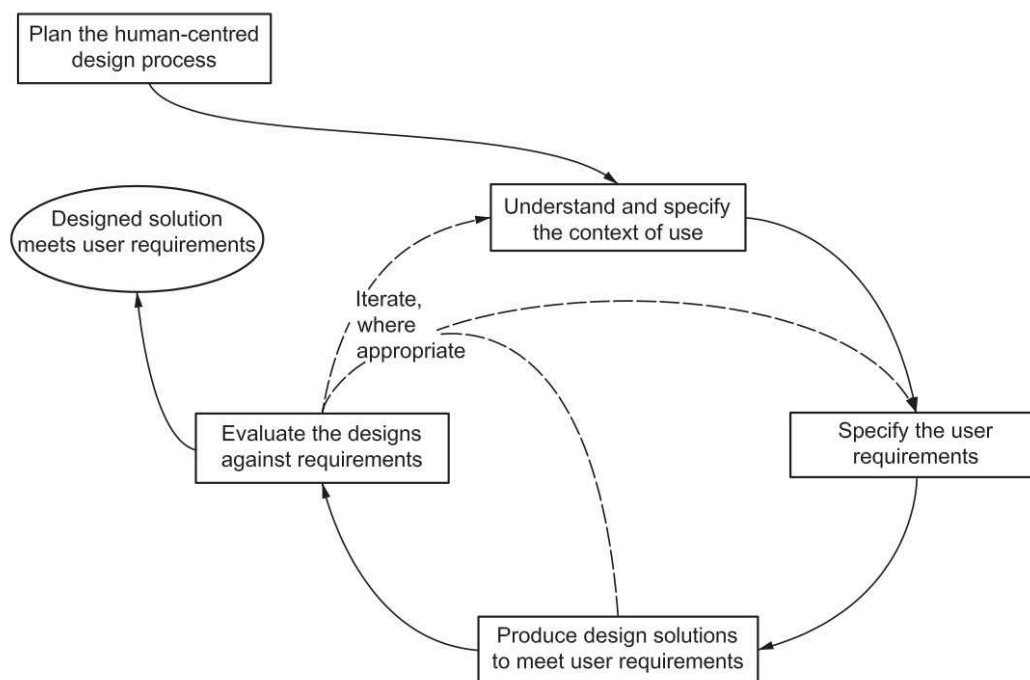 Plan the human-centred
design process
Designed solution
meets user requirements
Understand and specify
the context of use
Iterate,
where
appropriate
Evaluate the designs
against requirements
Specify the user
requirements
Produce design solutions
to meet user requirements